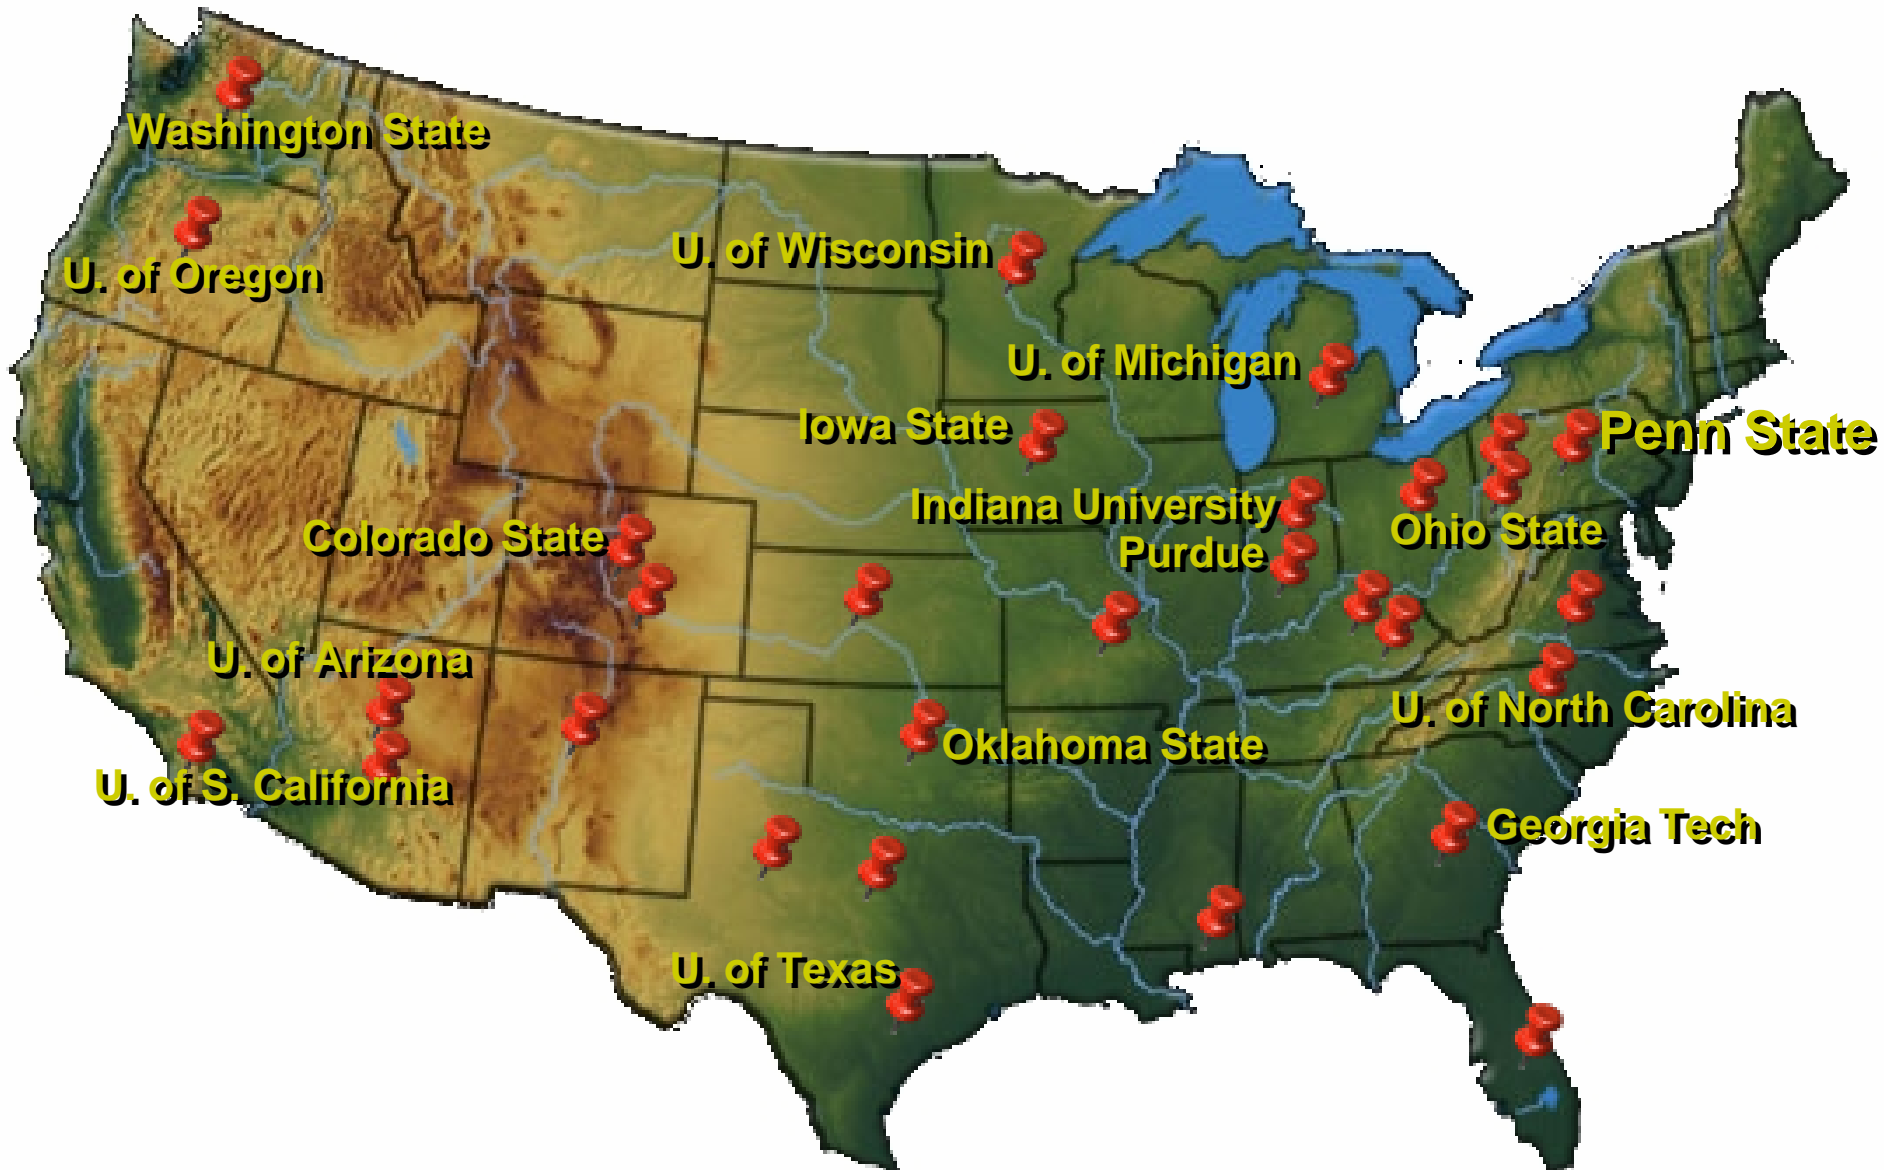 Washington State
U. of Oregon
U. of Wisconsin
U. of Michigan
Iowa State
Penn State
Indiana University
Purdue
Ohio State
Colorado State
U. of Arizona
U. of North Carolina
Oklahoma State
U. of S. California
Georgia Tech
U. of Texas